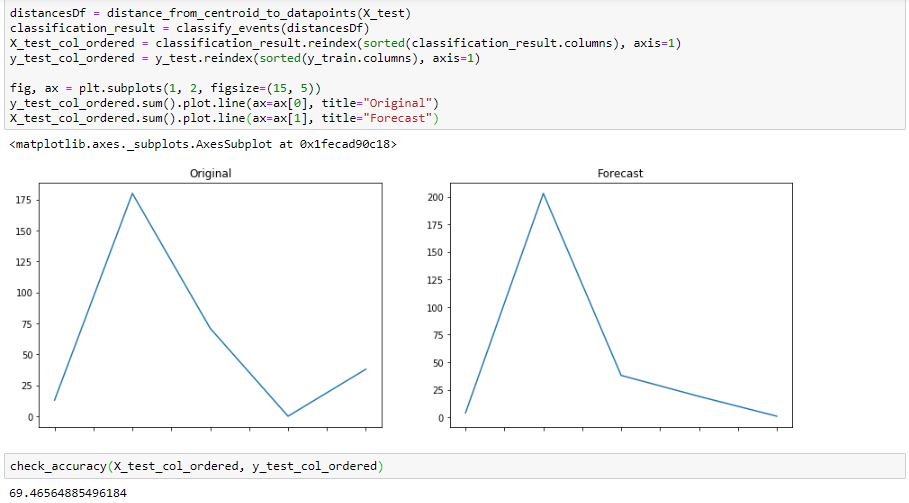 distancesDf = distance_from_centroid_to_datapoints(X_test)
classification_result = classify_events(distancesDf)
X_test_col_ordered = classification_result.reindex(sorted(classification_result.columns), axis=1)
y_test_col_ordered = y_test.reindex(sorted(y_train.columns), axis=1)
fig, ax = plt.subplots(1, 2, figsize=(15, 5))
y_test_col_ordered.sum().plot.line(ax=ax[0], title="Original")
X_test_col_ordered.sum().plot.line(ax=ax[1], title="Forecast")
<matplotlib.axes._subplots.AxesSubplot at 0x1fecad90c18>
Original
175
150
125
100
75
50
25
0
Forecast
200
175
150
125
100
75
50
25
0
check_accuracy(X_test_col_ordered, y_test_col_ordered)
69.46564885496184